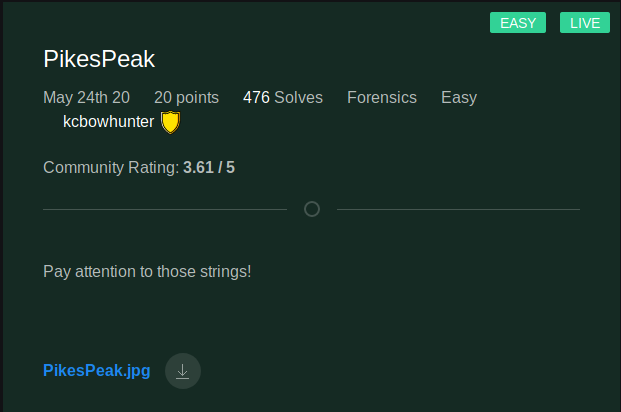 EASY LIVE
PikesPeak
May 24th 20 20 points 476 Solves Forensics Easy
kcbowhunter
Community Rating: 3.61 / 5
Pay attention to those strings!
PikesPeak.jpg